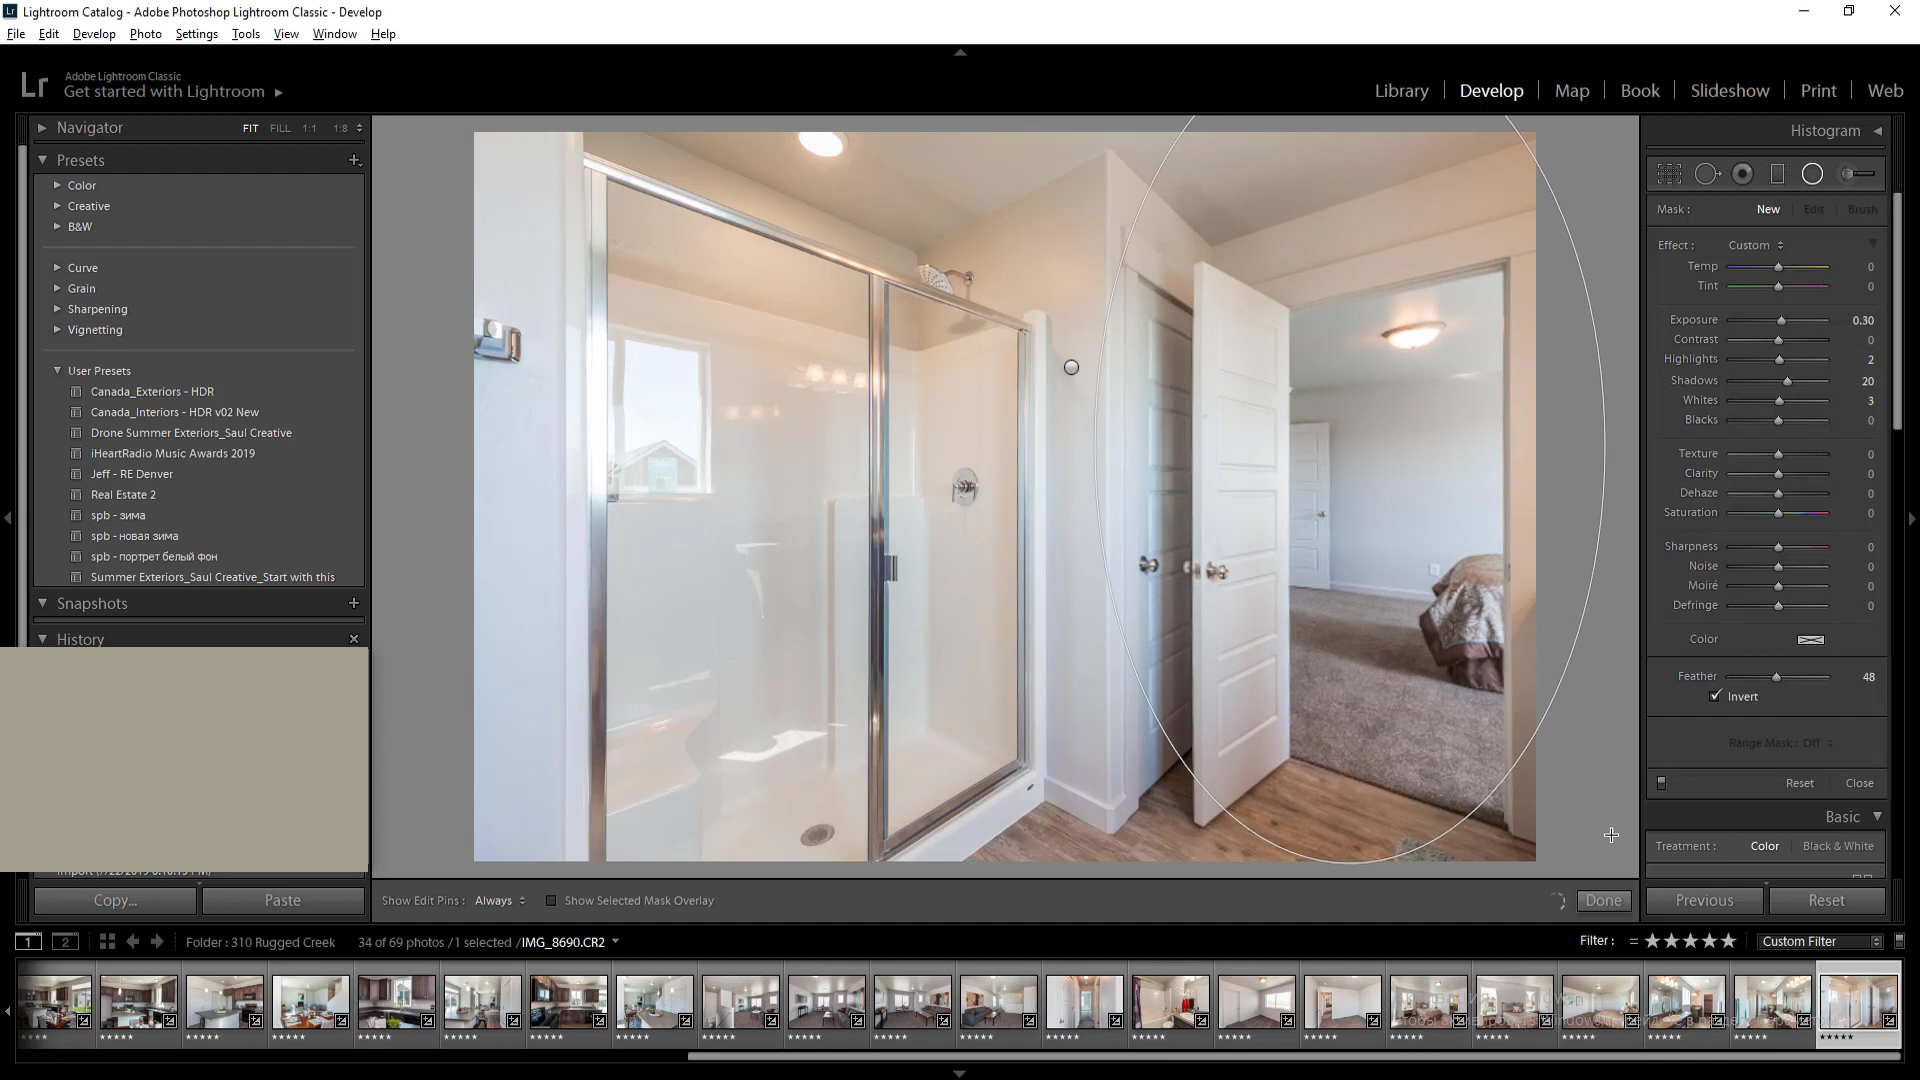 Lightroom Catalog - Adobe Photoshop Lightroom Classic - Develop
File Edit Develop Photo Settings Tools View Window Help
Lr
Adobe Lightroom Classic
Get started with Lightroom
Library Develop Map Book Slideshow Print Web
Navigator FIT FILL 1:1 1:8
Presets
Color
Creative
B&W
Curve
Grain
Sharpening
Vignetting
User Presets
Canada_Exteriors - HDR
Canada_Interiors - HDR v02 New
Drone Summer Exteriors_Saul Creative
iHeartRadio Music Awards 2019
Jeff - RE Denver
Real Estate 2
spb - зима
spb - новая зима
spb - портрет белый фон
Summer Exteriors_Saul Creative_Start with this
Snapshots
History
Copy... Paste
Show Edit Pins : Always Show Selected Mask Overlay Done
Histogram
Mask : New Edit Brush
Effect : Custom
Temp 0
Tint 0
Exposure 0.30
Contrast 0
Highlights 2
Shadows 20
Whites 3
Blacks 0
Texture 0
Clarity 0
Dehaze 0
Saturation 0
Sharpness 0
Noise 0
Moiré 0
Defringe 0
Color
Feather 48
Invert
Range Mask : Off
Reset Close
Basic
Treatment : Color Black & White
Previous Reset
1 2 Folder : 310 Rugged Creek 34 of 69 photos / 1 selected / IMG_8690.CR2 Filter : Custom Filter